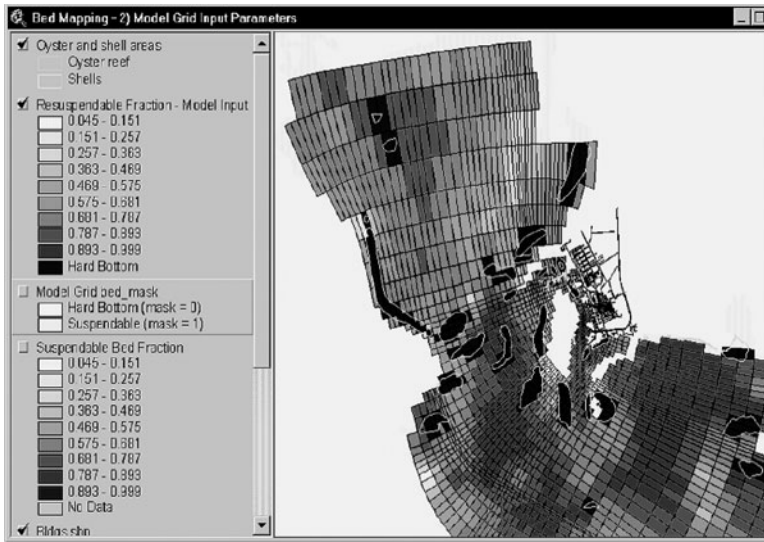 Bed Mapping - 2) Model Grid Input Parameters
Oyster and shell areas
Oyster reef
Shells
Resuspendable Fraction - Model Input
0.045 - 0.151
0.151 - 0.257
0.257 - 0.363
0.363 - 0.469
0.469 - 0.575
0.575 - 0.681
0.681 - 0.787
0.787 - 0.893
0.893 - 0.999
Hard Bottom
Model Grid bed_mask
Hard Bottom (mask = 0)
Suspendable (mask = 1)
Suspendable Bed Fraction
0.045 - 0.151
0.151 - 0.257
0.257 - 0.363
0.363 - 0.469
0.469 - 0.575
0.575 - 0.681
0.681 - 0.787
0.787 - 0.893
0.893 - 0.999
No Data
Bldgs.shp